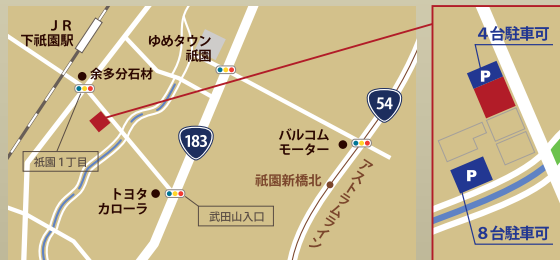 JR
下祇園駅
ゆめタウン
祇園
余多分石材
祇園1丁目
183
54
バルコム
モーター
祇園新橋北
アストラムライン
トヨタ
カローラ
武田山入口
4台駐車可
P
P
8台駐車可